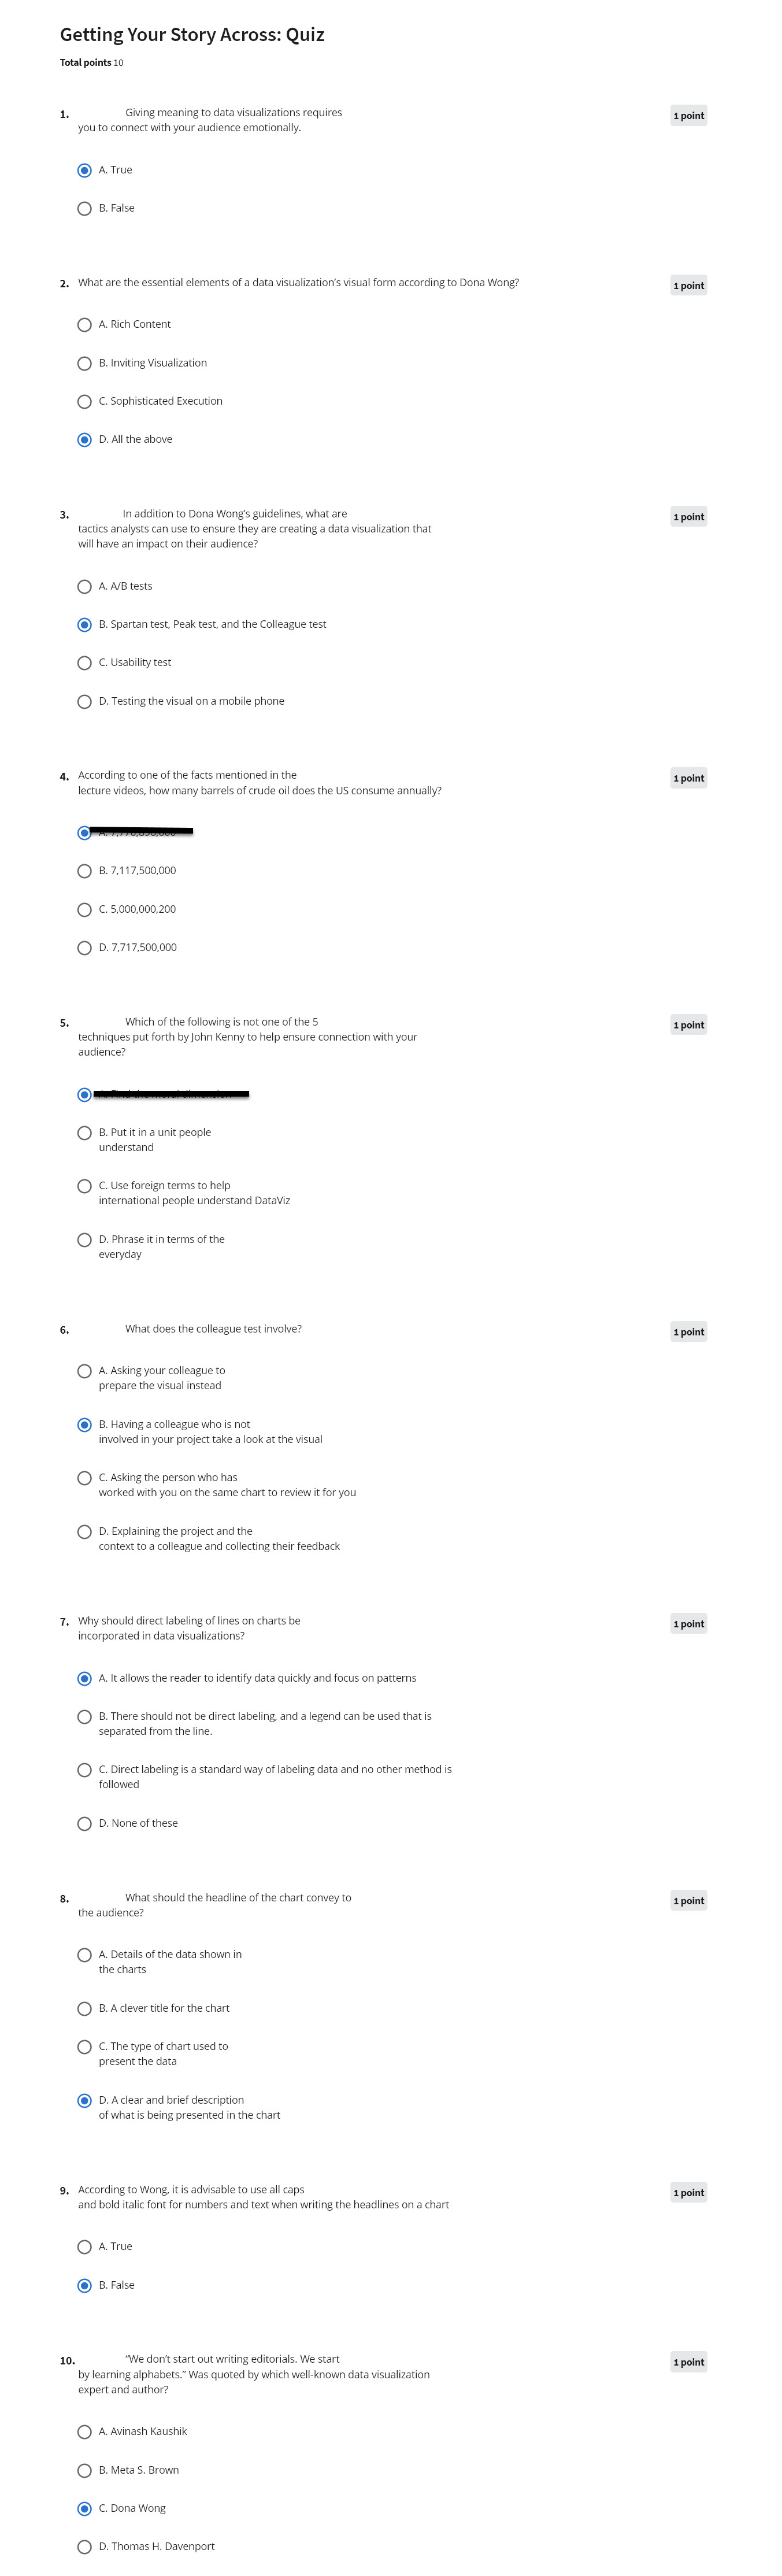 Getting Your Story Across: Quiz
Total points 10
1. Giving meaning to data visualizations requires 1 point
you to connect with your audience emotionally.
A. True
B. False
2. What are the essential elements of a data visualization's visual form according to Dona Wong? 1 point
A. Rich Content
B. Inviting Visualization
C. Sophisticated Execution
D. All the above
3. In addition to Dona Wong's guidelines, what are 1 point
tactics analysts can use to ensure they are creating a data visualization that
will have an impact on their audience?
A. A/B tests
B. Spartan test, Peak test, and the Colleague test
C. Usability test
D. Testing the visual on a mobile phone
4. According to one of the facts mentioned in the 1 point
lecture videos, how many barrels of crude oil does the US consume annually?
B. 7,117,500,000
C. 5,000,000,200
D. 7,717,500,000
5. Which of the following is not one of the 5 1 point
techniques put forth by John Kenny to help ensure connection with your
audience?
B. Put it in a unit people
understand
C. Use foreign terms to help
international people understand DataViz
D. Phrase it in terms of the
everyday
6. What does the colleague test involve? 1 point
A. Asking your colleague to
prepare the visual instead
B. Having a colleague who is not
involved in your project take a look at the visual
C. Asking the person who has
worked with you on the same chart to review it for you
D. Explaining the project and the
context to a colleague and collecting their feedback
7. Why should direct labeling of lines on charts be 1 point
incorporated in data visualizations?
A. It allows the reader to identify data quickly and focus on patterns
B. There should not be direct labeling, and a legend can be used that is
separated from the line.
C. Direct labeling is a standard way of labeling data and no other method is
followed
D. None of these
8. What should the headline of the chart convey to 1 point
the audience?
A. Details of the data shown in
the charts
B. A clever title for the chart
C. The type of chart used to
present the data
D. A clear and brief description
of what is being presented in the chart
9. According to Wong, it is advisable to use all caps 1 point
and bold italic font for numbers and text when writing the headlines on a chart
A. True
B. False
10. "We don't start out writing editorials. We start 1 point
by learning alphabets." Was quoted by which well-known data visualization
expert and author?
A. Avinash Kaushik
B. Meta S. Brown
C. Dona Wong
D. Thomas H. Davenport